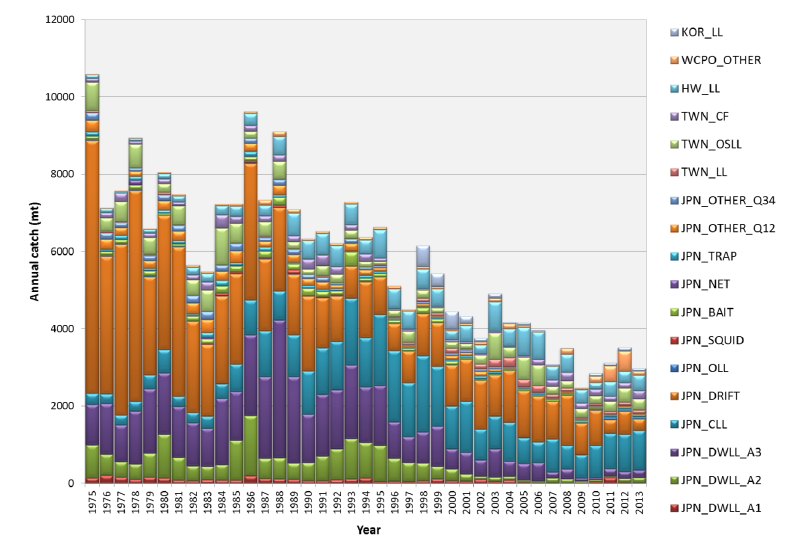 12000
10000
8000
6000
4000
2000
0
Annual catch (mt)
1975
1976
1977
1978
1979
1980
1981
1982
1983
1984
1985
1986
1987
1988
1989
1990
1991
1992
1993
1994
1995
1996
1997
1998
1999
2000
2001
2002
2003
2004
2005
2006
2007
2008
2009
2010
2011
2012
2013
Year
KOR_LL
WCPO_OTHER
HW_LL
TWN_CF
TWN_OSLL
TWN_LL
JPN_OTHER_Q34
JPN_OTHER_Q12
JPN_TRAP
JPN_NET
JPN_BAIT
JPN_SQUID
JPN_OLL
JPN_DRIFT
JPN_CLL
JPN_DWLL_A3
JPN_DWLL_A2
JPN_DWLL_A1